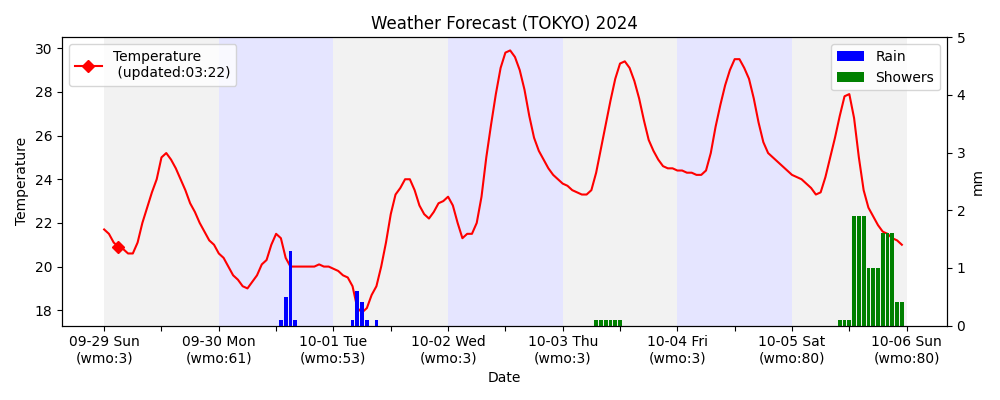 Weather Forecast (TOKYO) 2024
Temperature
(updated:03:22)
Rain
Showers
Temperature
30
28
26
24
22
20
18
5
4
3
2
1
0
mm
09-29 Sun
(wmo:3)
09-30 Mon
(wmo:61)
10-01 Tue
(wmo:53)
10-02 Wed
(wmo:3)
10-03 Thu
(wmo:3)
10-04 Fri
(wmo:3)
10-05 Sat
(wmo:80)
10-06 Sun
(wmo:80)
Date